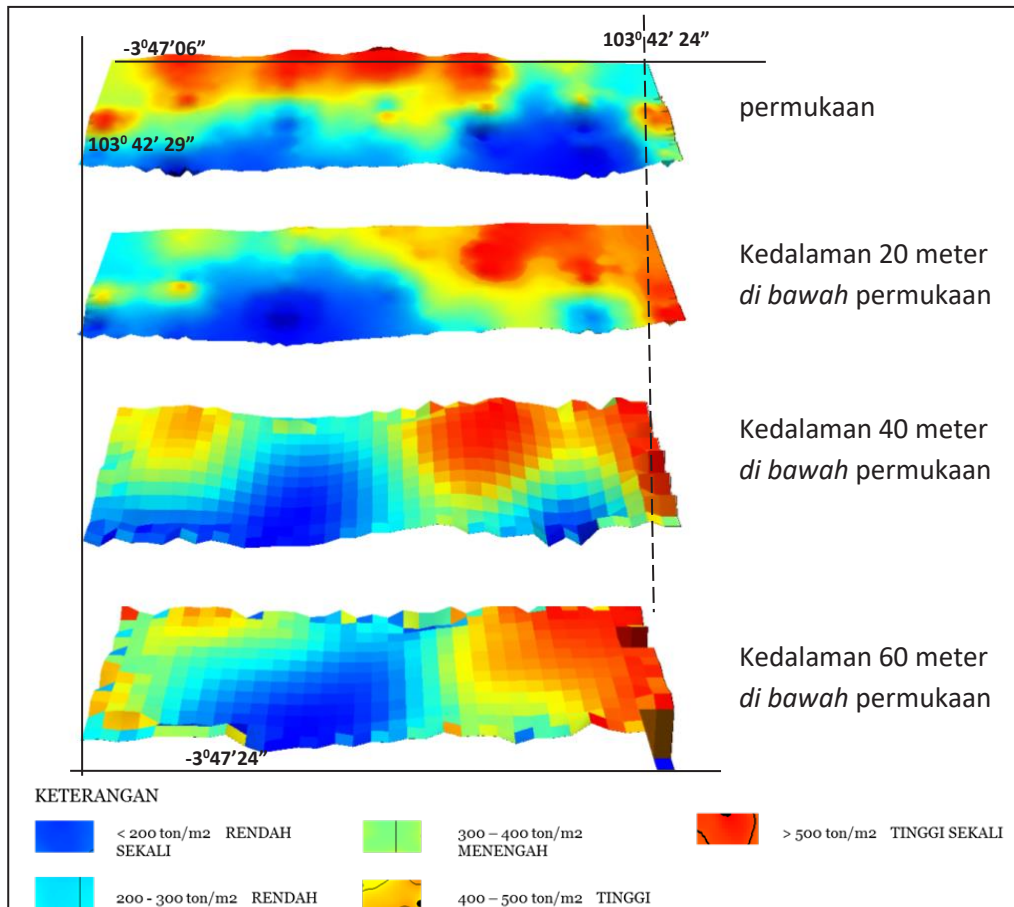 -3⁰47’06”
103⁰ 42’ 24”
permukaan
103⁰ 42’ 29”
Kedalaman 20 meter
di bawah permukaan
Kedalaman 40 meter
di bawah permukaan
Kedalaman 60 meter
di bawah permukaan
-3⁰47’24”
KETERANGAN
< 200 ton/m2 RENDAH
SEKALI
300 – 400 ton/m2
MENENGAH
> 500 ton/m2 TINGGI SEKALI
200 - 300 ton/m2 RENDAH
400 – 500 ton/m2 TINGGI